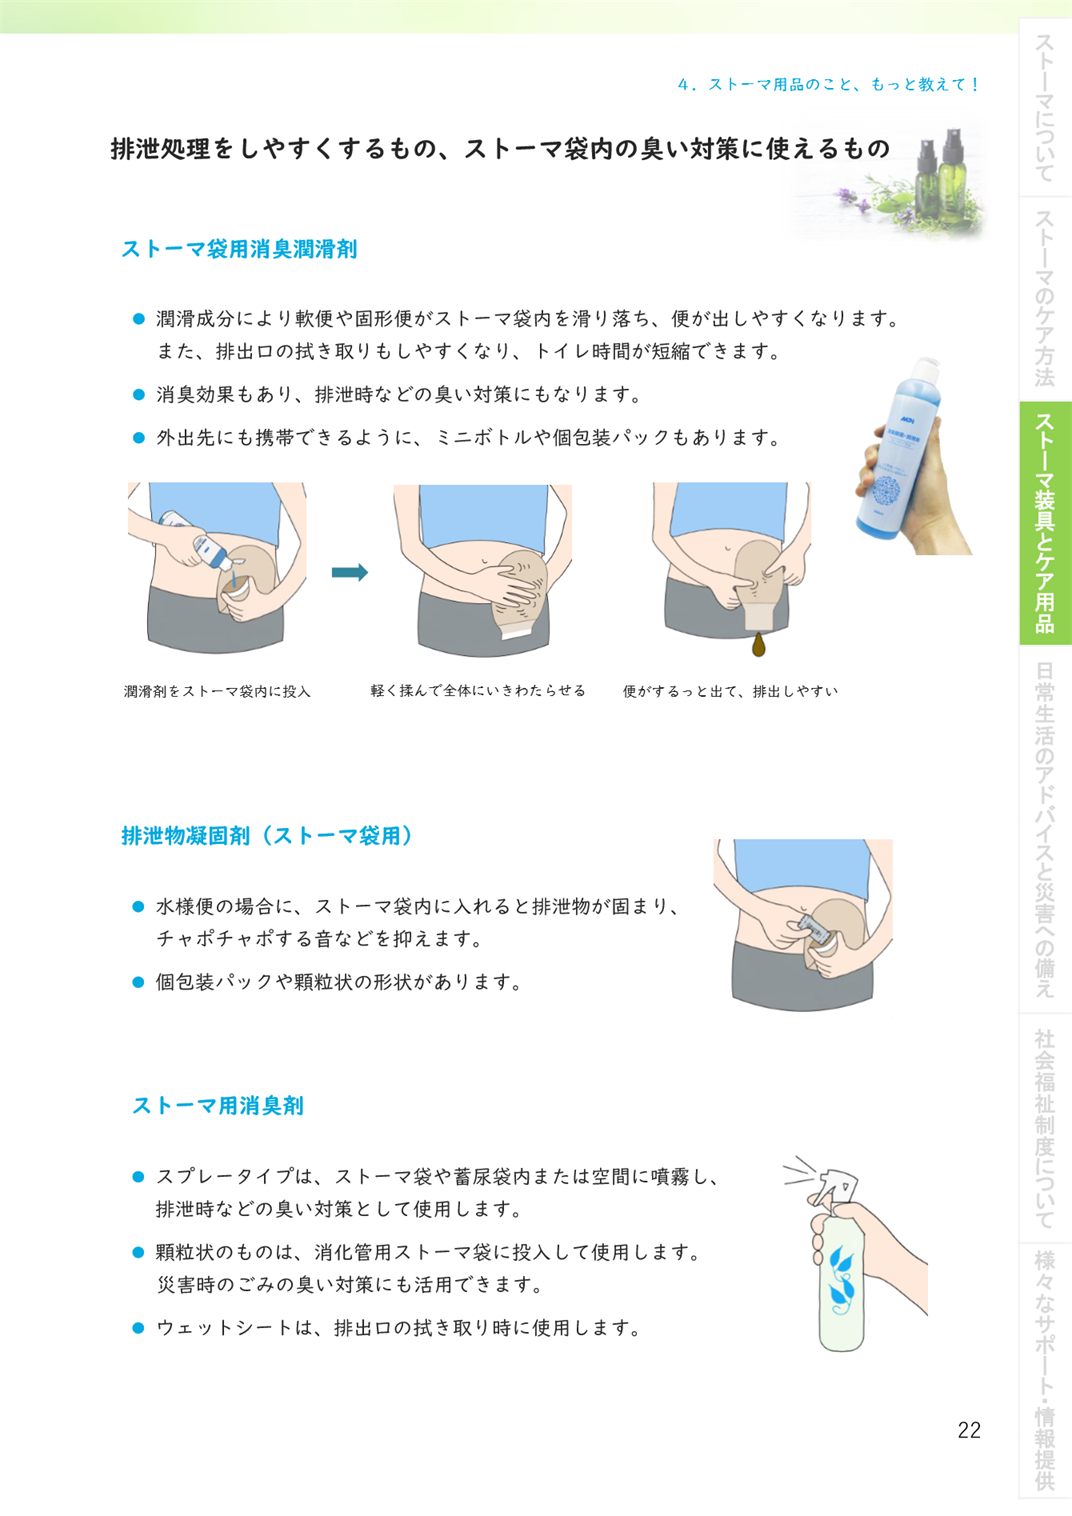 4．ストーマ用品のこと、もっと教えて！
排泄処理をしやすくするもの、ストーマ袋内の臭い対策に使えるもの
ストーマ袋用消臭潤滑剤
● 潤滑成分により軟便や固形便がストーマ袋内を滑り落ち、便が出しやすくなります。
また、排出口の拭き取りもしやすくなり、トイレ時間が短縮できます。
● 消臭効果もあり、排泄時などの臭い対策にもなります。
● 外出先にも携帯できるように、ミニボトルや個包装パックもあります。
潤滑剤をストーマ袋内に投入
軽く揉んで全体にいきわたらせる
便がするっと出て、排出しやすい
排泄物凝固剤（ストーマ袋用）
● 水様便の場合に、ストーマ袋内に入れると排泄物が固まり、
チャポチャポする音などを抑えます。
● 個包装パックや顆粒状の形状があります。
ストーマ用消臭剤
● スプレータイプは、ストーマ袋や蓄尿袋内または空間に噴霧し、
排泄時などの臭い対策として使用します。
● 顆粒状のものは、消化管用ストーマ袋に投入して使用します。
災害時のごみの臭い対策にも活用できます。
● ウェットシートは、排出口の拭き取り時に使用します。
22
ストーマについて
ストーマのケア方法
ストーマ装具とケア用品
日常生活のアドバイスと災害への備え
社会福祉制度について
様々なサポート・情報提供